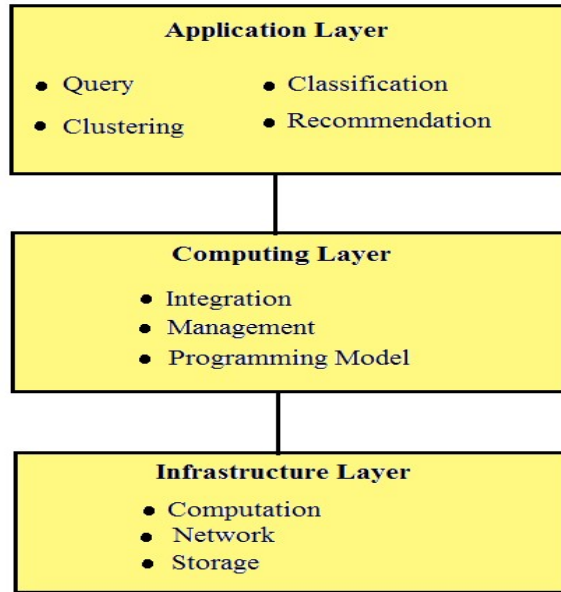 Application Layer
• Query
• Classification
• Clustering
• Recommendation
Computing Layer
• Integration
• Management
• Programming Model
Infrastructure Layer
• Computation
• Network
• Storage